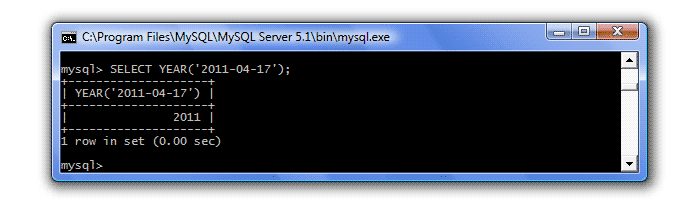 C:\Program Files\MySQL\MySQL Server 5.1\bin\mysql.exe
mysql> SELECT YEAR('2011-04-17');
+--------------------+
| YEAR('2011-04-17') |
+--------------------+
|               2011 |
+--------------------+
1 row in set (0.00 sec)
mysql>